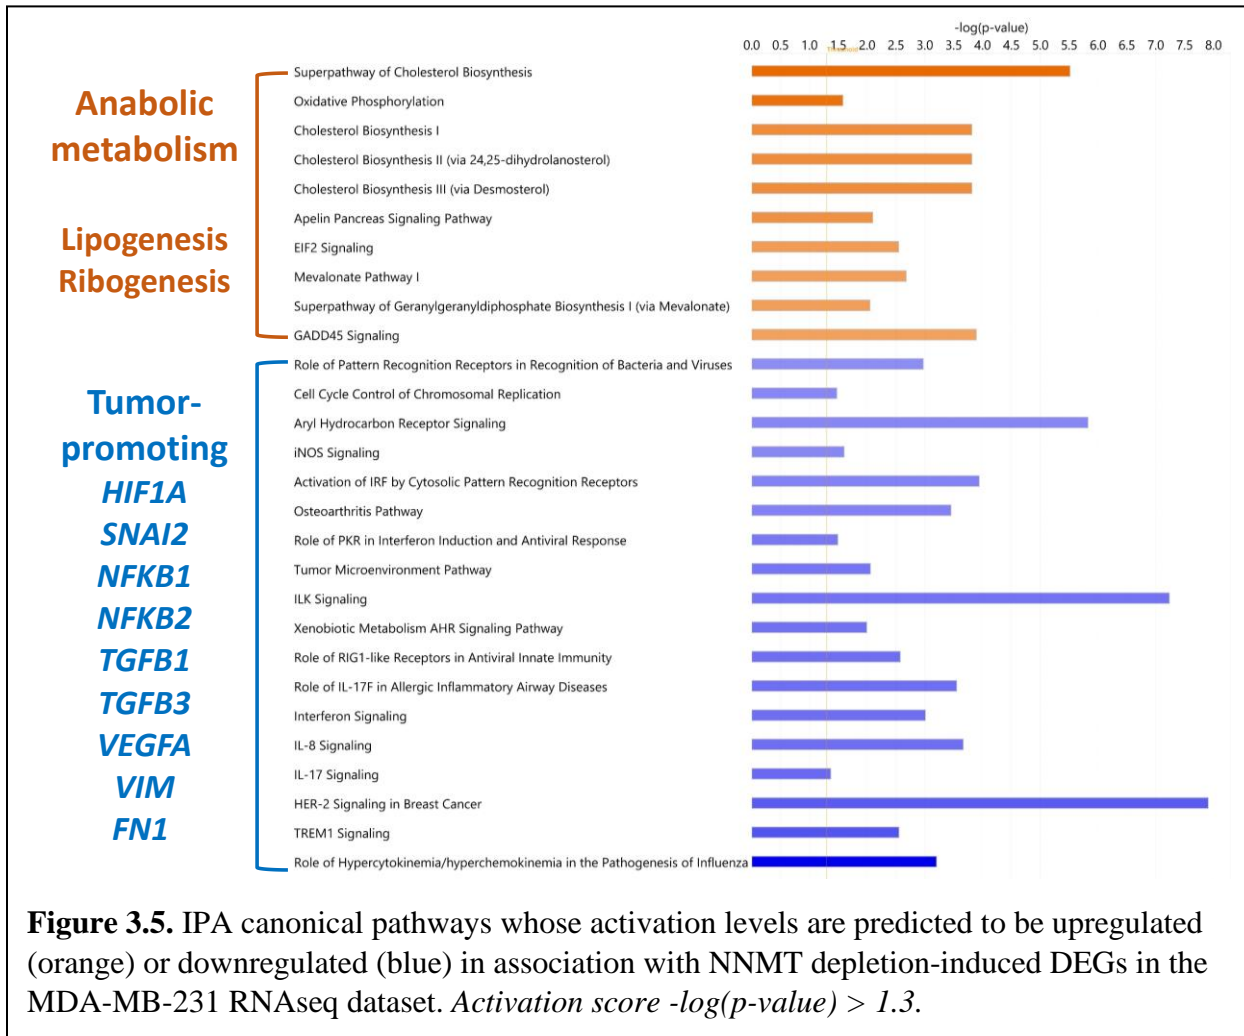 -log(p-value)
0.0 0.5 1.0 1.5 2.0 2.5 3.0 3.5 4.0 4.5 5.0 5.5 6.0 6.5 7.0 7.5 8.0
Threshold
Anabolic
metabolism
Lipogenesis
Ribogenesis
Superpathway of Cholesterol Biosynthesis
Oxidative Phosphorylation
Cholesterol Biosynthesis I
Cholesterol Biosynthesis II (via 24,25-dihydrolanosterol)
Cholesterol Biosynthesis III (via Desmosterol)
Apelin Pancreas Signaling Pathway
EIF2 Signaling
Mevalonate Pathway I
Superpathway of Geranylgeranyldiphosphate Biosynthesis I (via Mevalonate)
GADD45 Signaling
Tumor-
promoting
HIF1A
SNAI2
NFKB1
NFKB2
TGFB1
TGFB3
VEGFA
VIM
FN1
Role of Pattern Recognition Receptors in Recognition of Bacteria and Viruses
Cell Cycle Control of Chromosomal Replication
Aryl Hydrocarbon Receptor Signaling
iNOS Signaling
Activation of IRF by Cytosolic Pattern Recognition Receptors
Osteoarthritis Pathway
Role of PKR in Interferon Induction and Antiviral Response
Tumor Microenvironment Pathway
ILK Signaling
Xenobiotic Metabolism AHR Signaling Pathway
Role of RIG1-like Receptors in Antiviral Innate Immunity
Role of IL-17F in Allergic Inflammatory Airway Diseases
Interferon Signaling
IL-8 Signaling
IL-17 Signaling
HER-2 Signaling in Breast Cancer
TREM1 Signaling
Role of Hypercytokinemia/hyperchemokinemia in the Pathogenesis of Influenza
Figure 3.5. IPA canonical pathways whose activation levels are predicted to be upregulated
(orange) or downregulated (blue) in association with NNMT depletion-induced DEGs in the
MDA-MB-231 RNAseq dataset. Activation score -log(p-value) > 1.3.